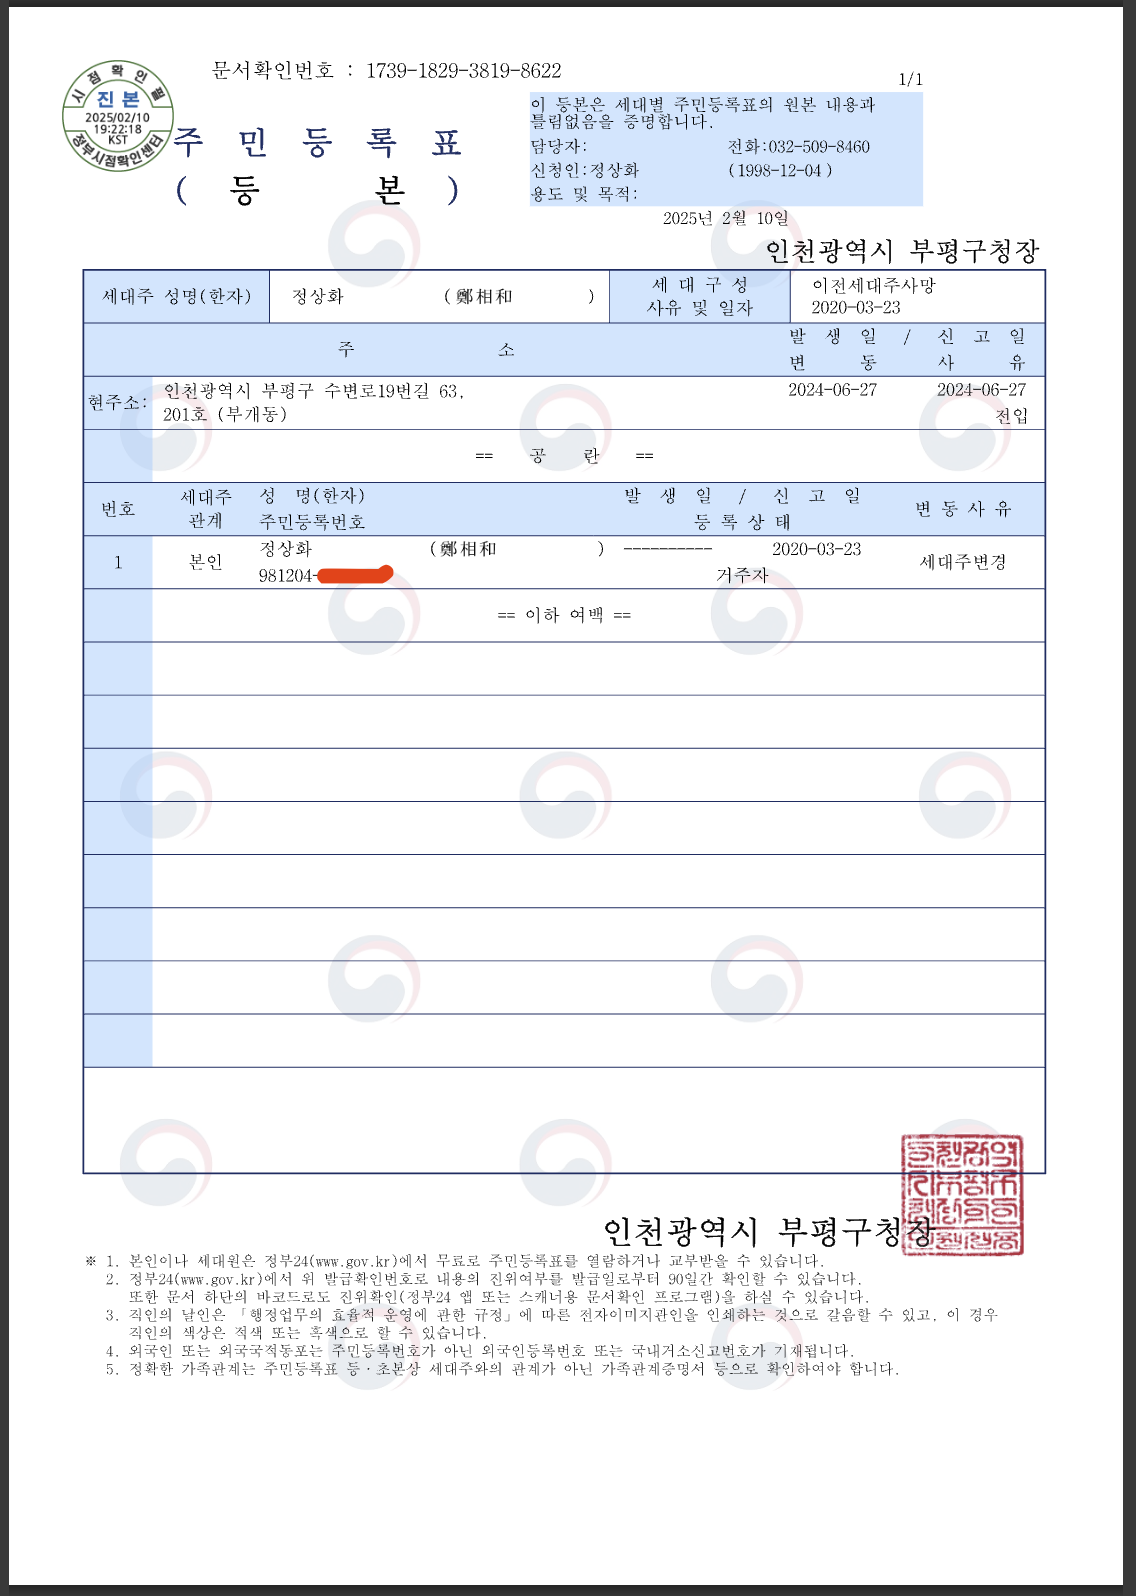 문서확인번호 : 1739-1829-3819-8622
1/1
시점확인필
진본
2025/02/10
19:22:18
KST
정부시점확인센터
주 민 등 록 표
( 등 본 )
이 등본은 세대별 주민등록표의 원본 내용과
틀림없음을 증명합니다.
담당자: 전화:032-509-8460
신청인:정상화 (1998-12-04)
용도 및 목적:
2025년 2월 10일
인천광역시 부평구청장
세대주 성명(한자) 정상화 (鄭相和 ) 세 대 구 성 사유 및 일자 이전세대주사망 2020-03-23
주 소 발 생 일 / 신 고 일
변 동 사 유
현주소: 인천광역시 부평구 수변로19번길 63, 2024-06-27 2024-06-27
201호 (부개동) 전입
== 공 란 ==
번호 세대주 관계 성 명(한자) 주민등록번호 발 생 일 / 신 고 일 등 록 상 태 변 동 사 유
1 본인 정상화 (鄭相和 ) ---------- 2020-03-23 세대주변경
981204- 거주자
== 이하 여백 ==
인천광역시 부평구청장
※ 1. 본인이나 세대원은 정부24(www.gov.kr)에서 무료로 주민등록표를 열람하거나 교부받을 수 있습니다.
2. 정부24(www.gov.kr)에서 위 발급확인번호로 내용의 진위여부를 발급일로부터 90일간 확인할 수 있습니다.
또한 문서 하단의 바코드로도 진위확인(정부24 앱 또는 스캐너용 문서확인 프로그램)을 하실 수 있습니다.
3. 직인의 날인은 「행정업무의 효율적 운영에 관한 규정」에 따른 전자이미지관인을 인쇄하는 것으로 갈음할 수 있고, 이 경우
직인의 색상은 적색 또는 흑색으로 할 수 있습니다.
4. 외국인 또는 외국국적동포는 주민등록번호가 아닌 외국인등록번호 또는 국내거소신고번호가 기재됩니다.
5. 정확한 가족관계는 주민등록표 등·초본상 세대주와의 관계가 아닌 가족관계증명서 등으로 확인하여야 합니다.